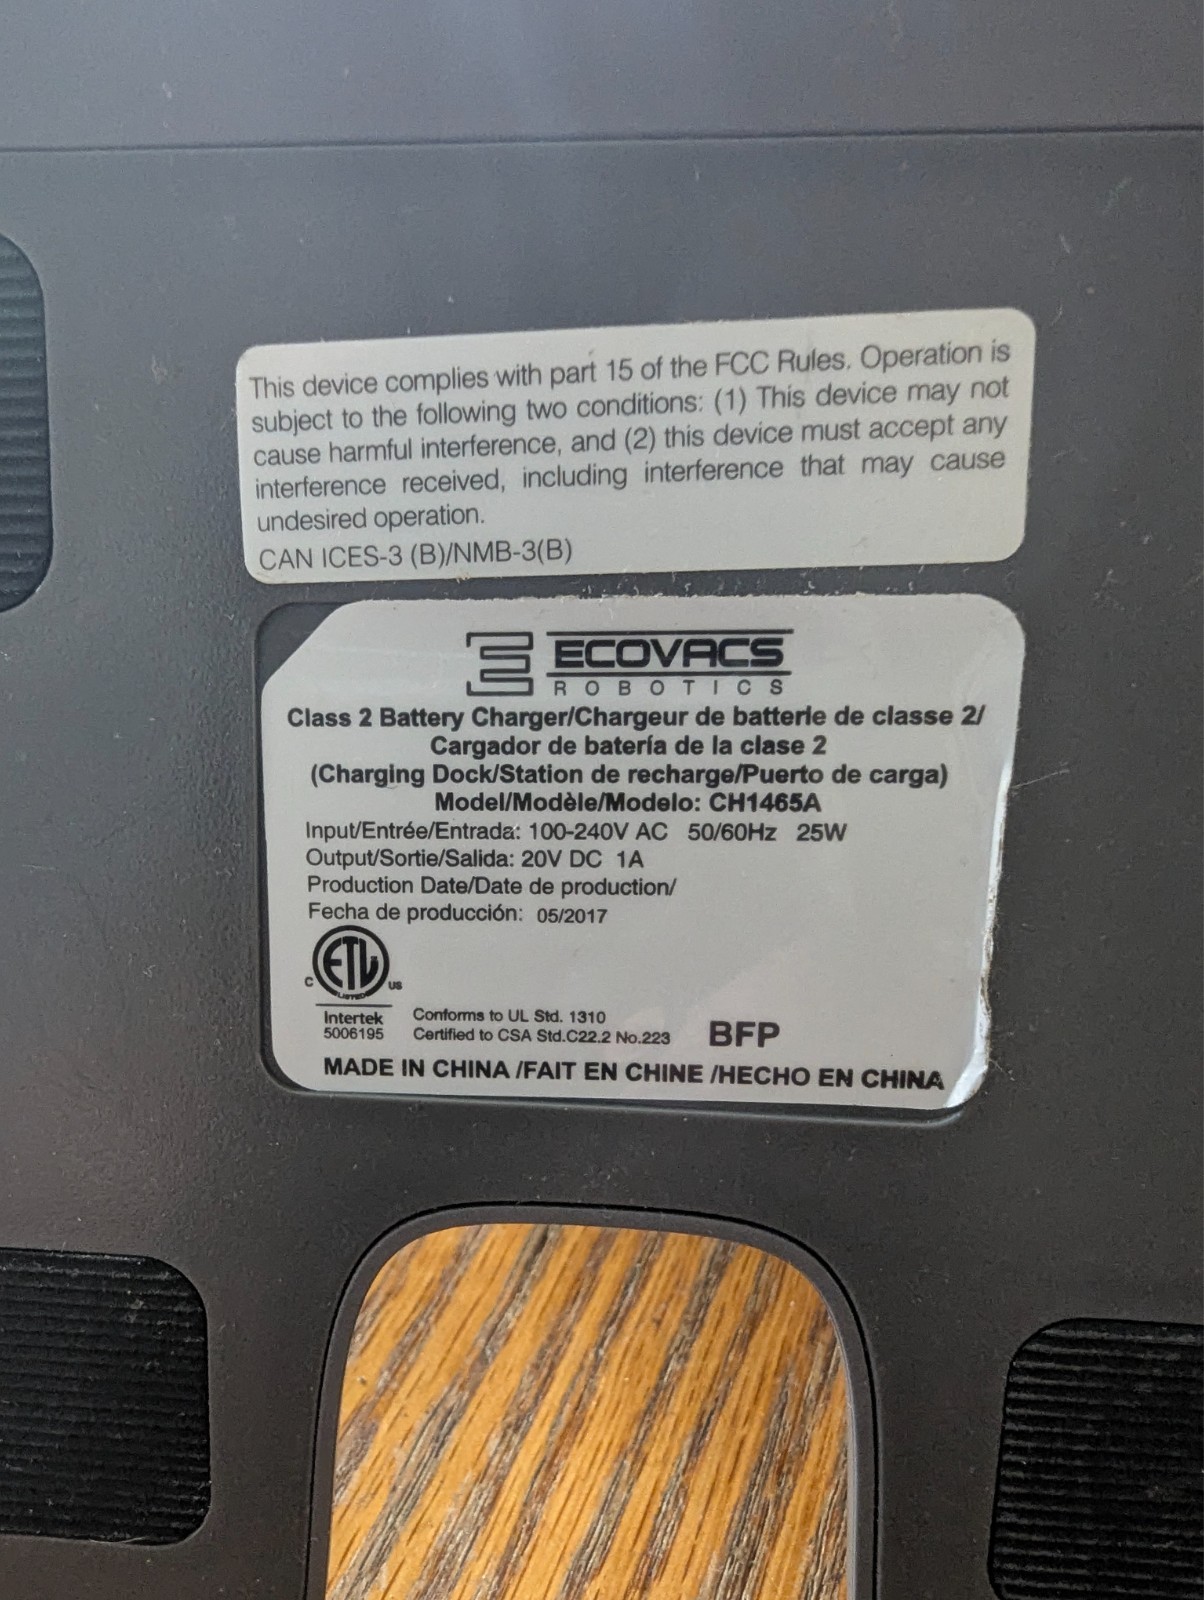 This device complies with part 15 of the FCC Rules. Operation is
subject to the following two conditions: (1) This device may not
cause harmful interference, and (2) this device must accept any
interference received, including interference that may cause
undesired operation.
CAN ICES-3 (B)/NMB-3(B)
ECOVACS
ROBOTICS
Class 2 Battery Charger/Chargeur de batterie de classe 2/
Cargador de batería de la clase 2
(Charging Dock/Station de recharge/Puerto de carga)
Model/Modèle/Modelo: CH1465A
Input/Entrée/Entrada: 100-240V AC 50/60Hz 25W
Output/Sortie/Salida: 20V DC 1A
Production Date/Date de production/
Fecha de producción: 05/2017
ETL
C US
LISTED
Intertek
5006195
Conforms to UL Std. 1310
Certified to CSA Std.C22.2 No.223
BFP
MADE IN CHINA /FAIT EN CHINE /HECHO EN CHINA